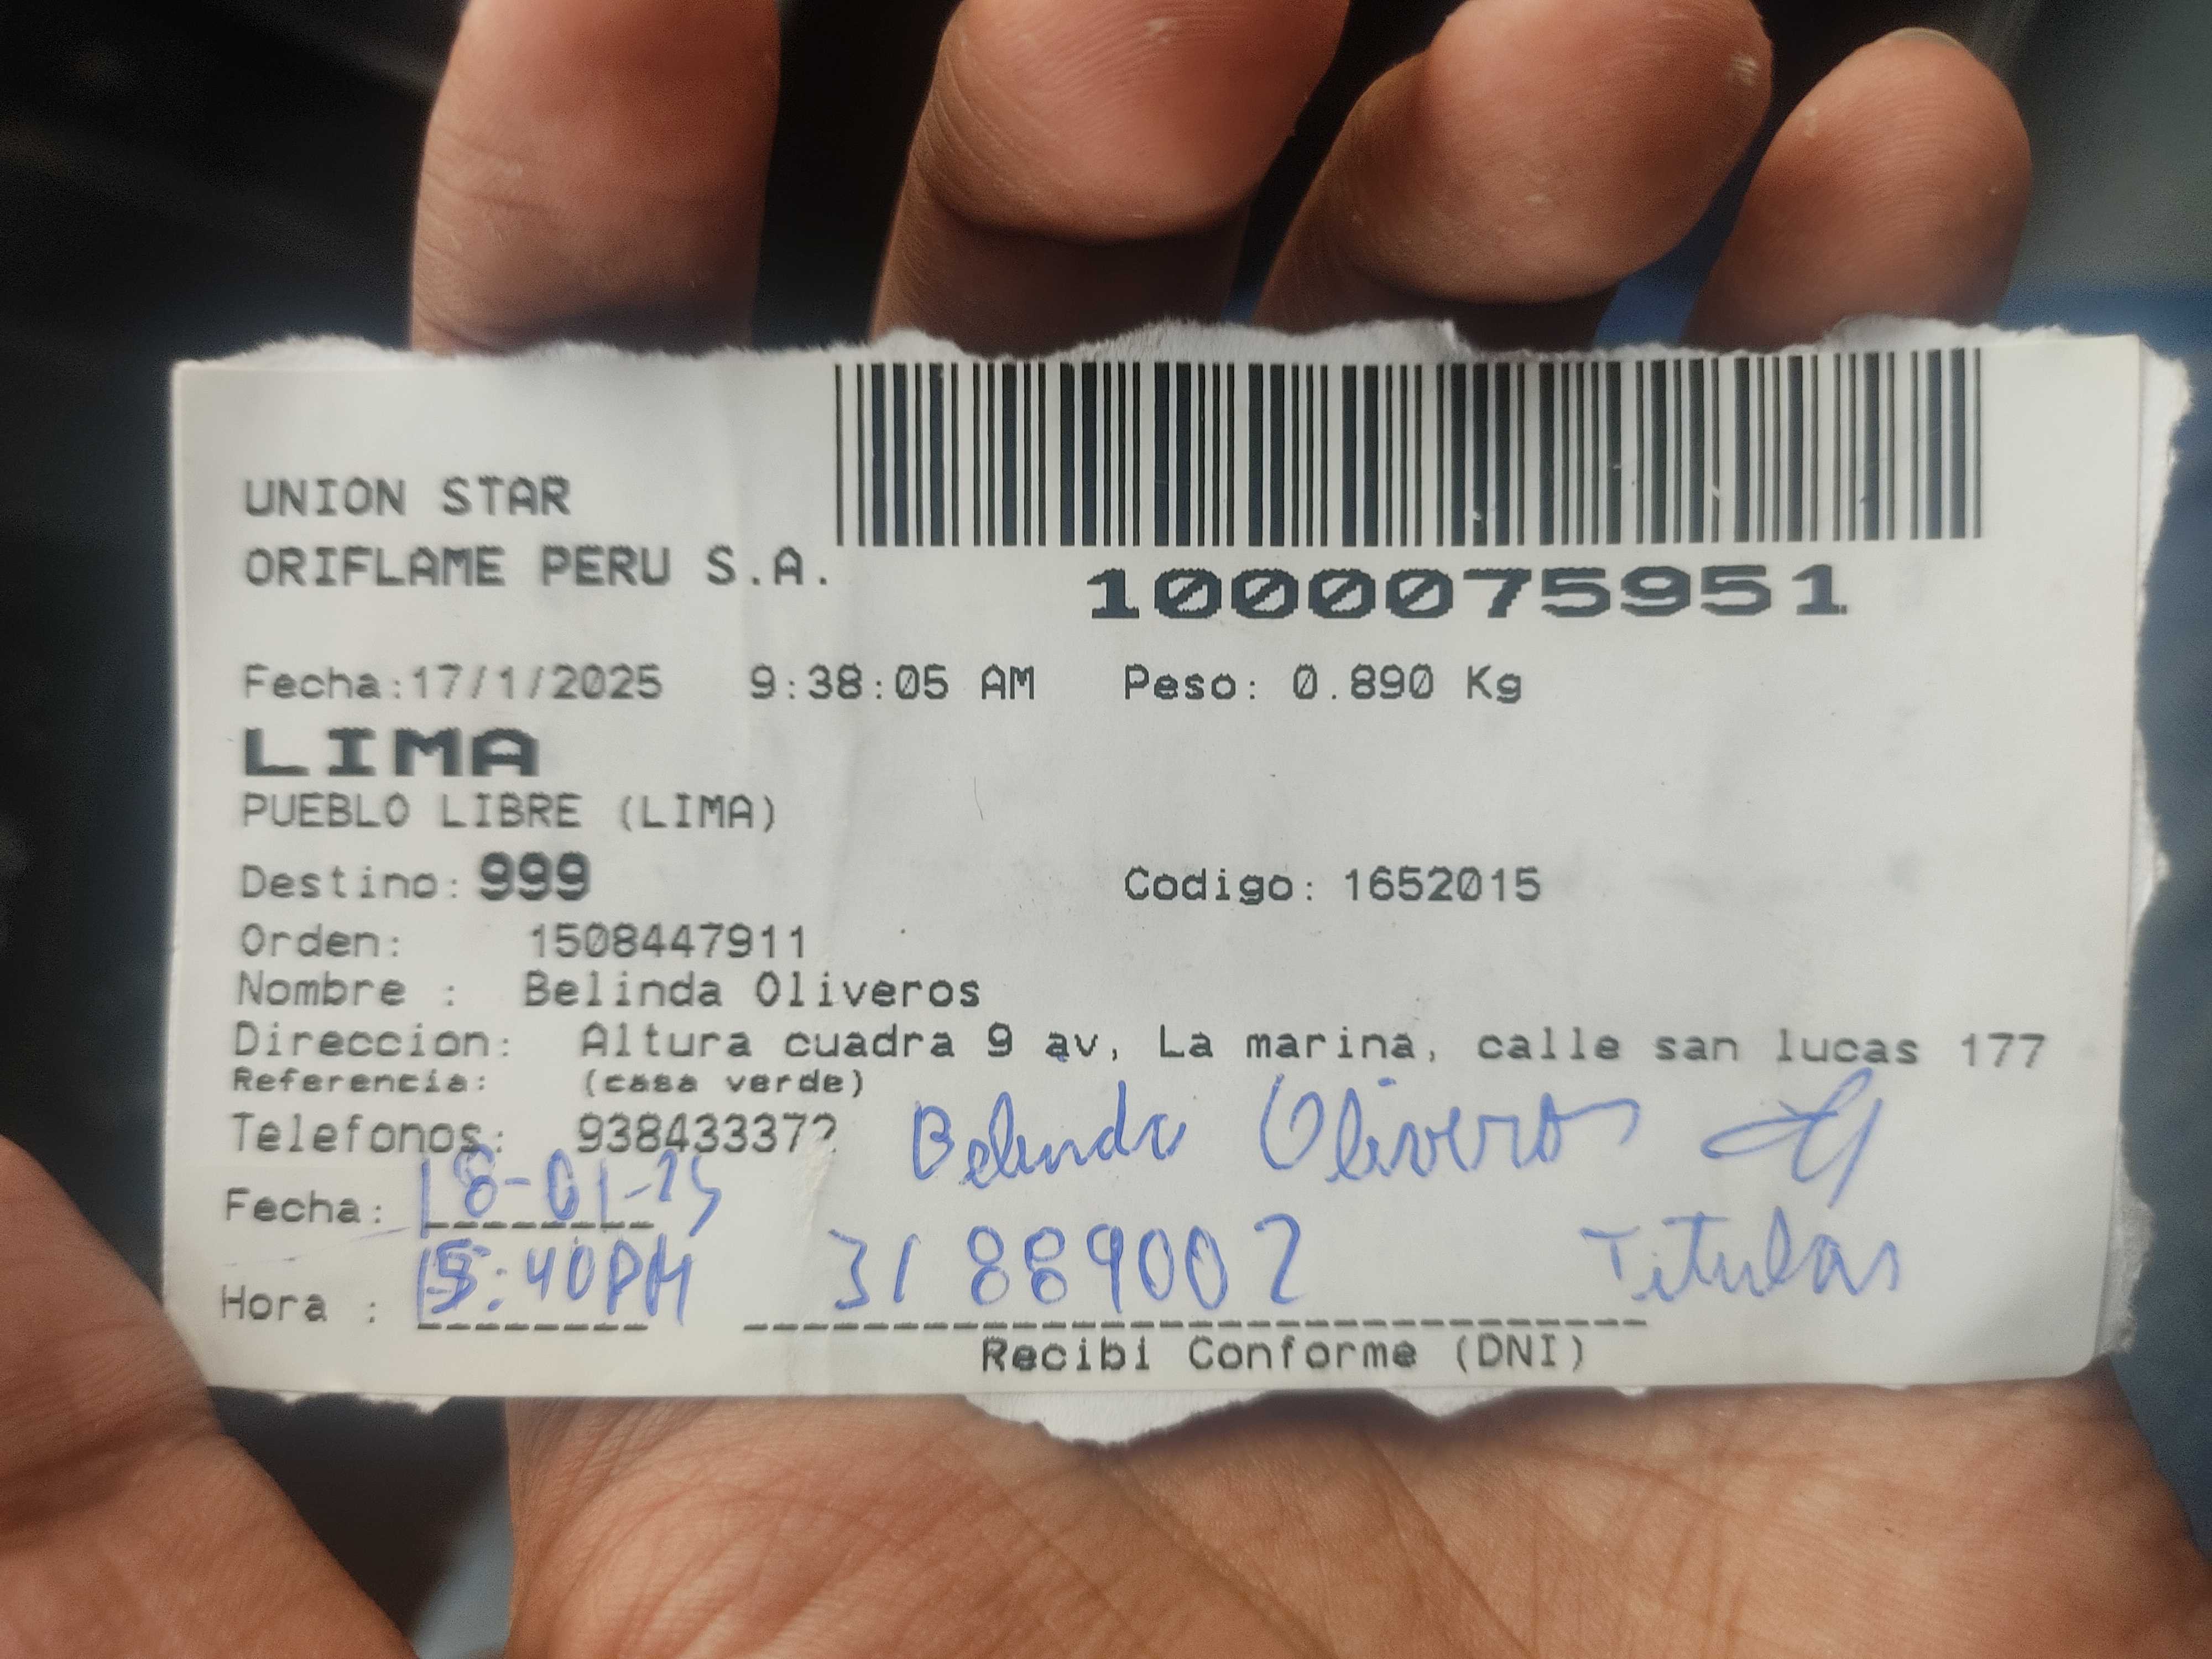 UNION STAR
ORIFLAME PERU S.A.
1000075951
Fecha:17/1/2025 9:38:05 AM Peso: 0.890 Kg
LIMA
PUEBLO LIBRE (LIMA)
Destino: 999 Codigo: 1652015
Orden: 1508447911
Nombre : Belinda Oliveros
Direccion: Altura cuadra 9 av, La marina, calle san lucas 177
Referencia: (casa verde)
Telefonos: 938433372 Belinda Oliveros
Fecha: 18-01-25
Hora : :40PM 31889002 Titular
Recibi Conforme (DNI)